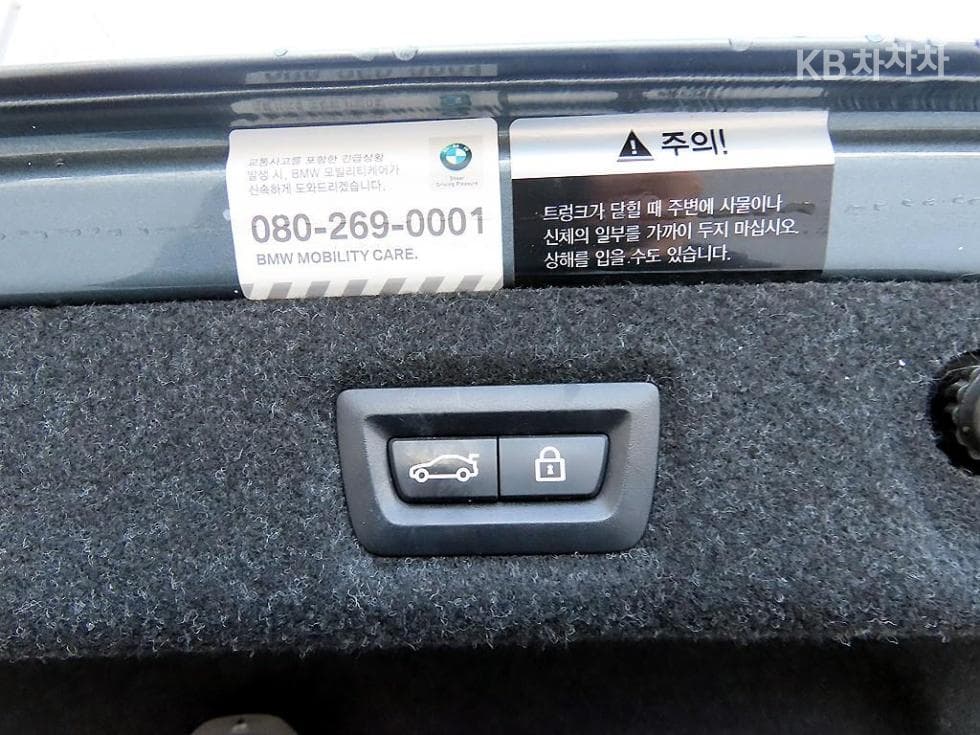 KB차차차
교통사고를 포함한 긴급상황
발생 시, BMW 모빌리티케어가
신속하게 도와드리겠습니다.
Sheer
Driving Pleasure
080-269-0001
BMW MOBILITY CARE.
주의!
트렁크가 닫힐 때 주변에 사물이나
신체의 일부를 가까이 두지 마십시오.
상해를 입을 수도 있습니다.